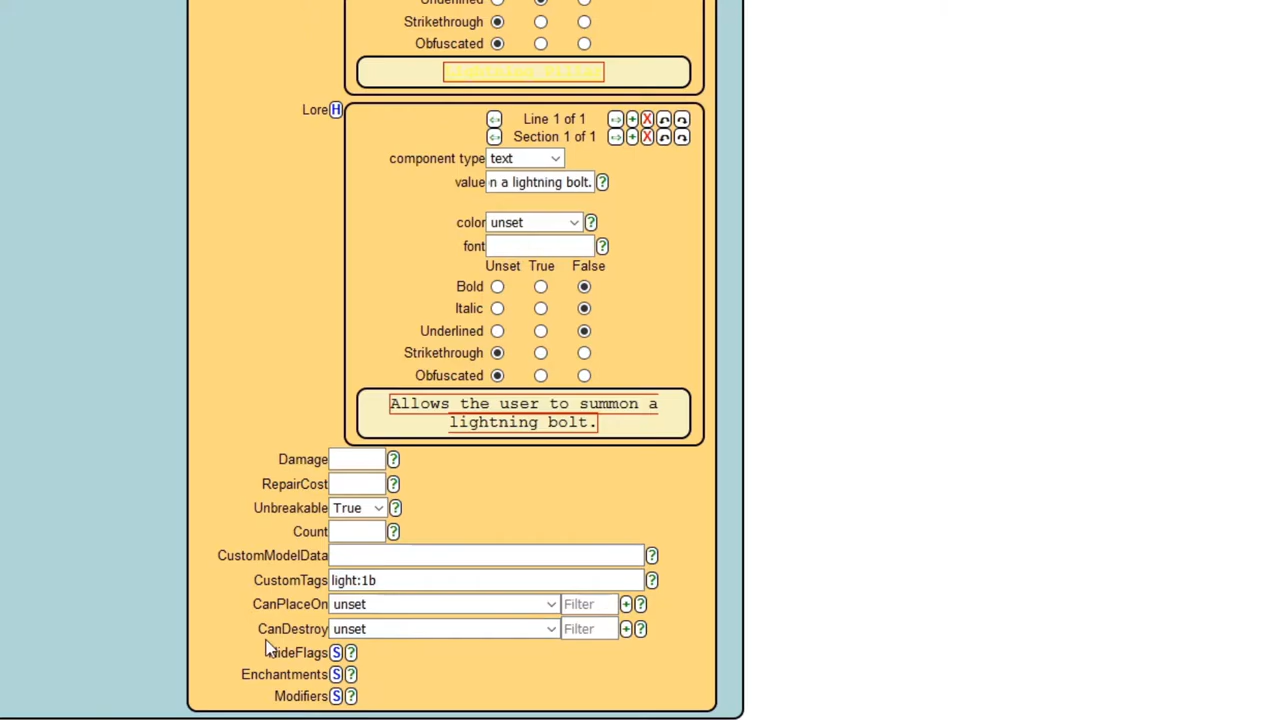 Underlined
Strikethrough
Obfuscated
Lore H
Line 1 of 1 + X
Section 1 of 1 + X
component type text
value n a lightning bolt. ?
color unset ?
font ?
Unset True False
Bold
Italic
Underlined
Strikethrough
Obfuscated
Allows the user to summon a
lightning bolt.
Damage ?
RepairCost ?
Unbreakable True ?
Count ?
CustomModelData ?
CustomTags light:1b ?
CanPlaceOn unset Filter + ?
CanDestroy unset Filter + ?
ideFlags S ?
Enchantments S ?
Modifiers S ?